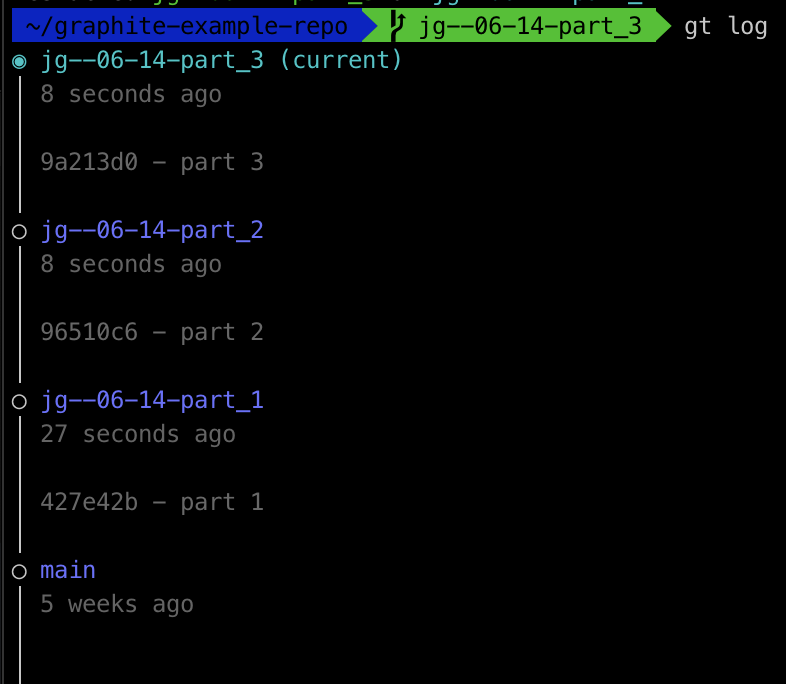 ~/graphite-example-repo jg--06-14-part_3 gt log
jg--06-14-part_3 (current)
8 seconds ago
9a213d0 - part 3
jg--06-14-part_2
8 seconds ago
96510c6 - part 2
jg--06-14-part_1
27 seconds ago
427e42b - part 1
main
5 weeks ago